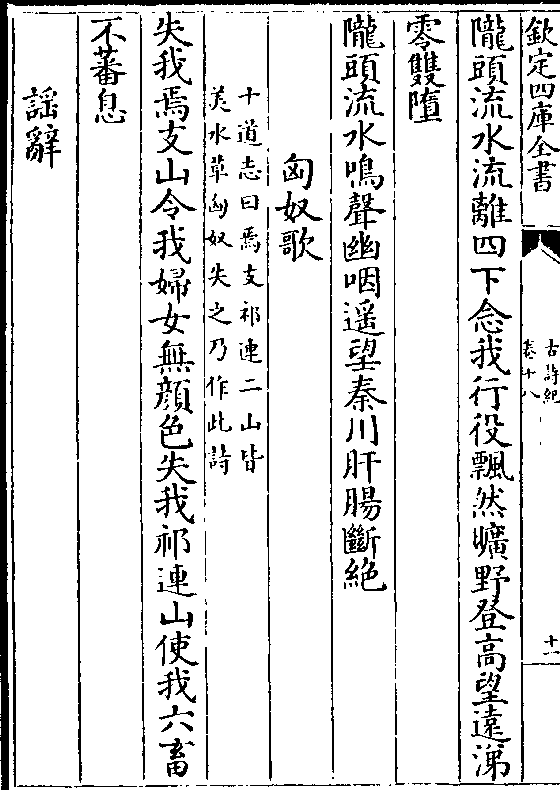 欽定四庫全書
古詩紀
卷十八
十一
隴頭流水流離四下念我行役飄然曠野登高望遠涕
零雙墮
隴頭流水鳴聲幽咽遥望秦川肝腸斷絶
匈奴歌
十道志曰焉支祁連二山皆
美水草匈奴失之乃作此詩
失我焉支山令我婦女無顔色失我祁連山使我六畜
不蕃息
謡辭